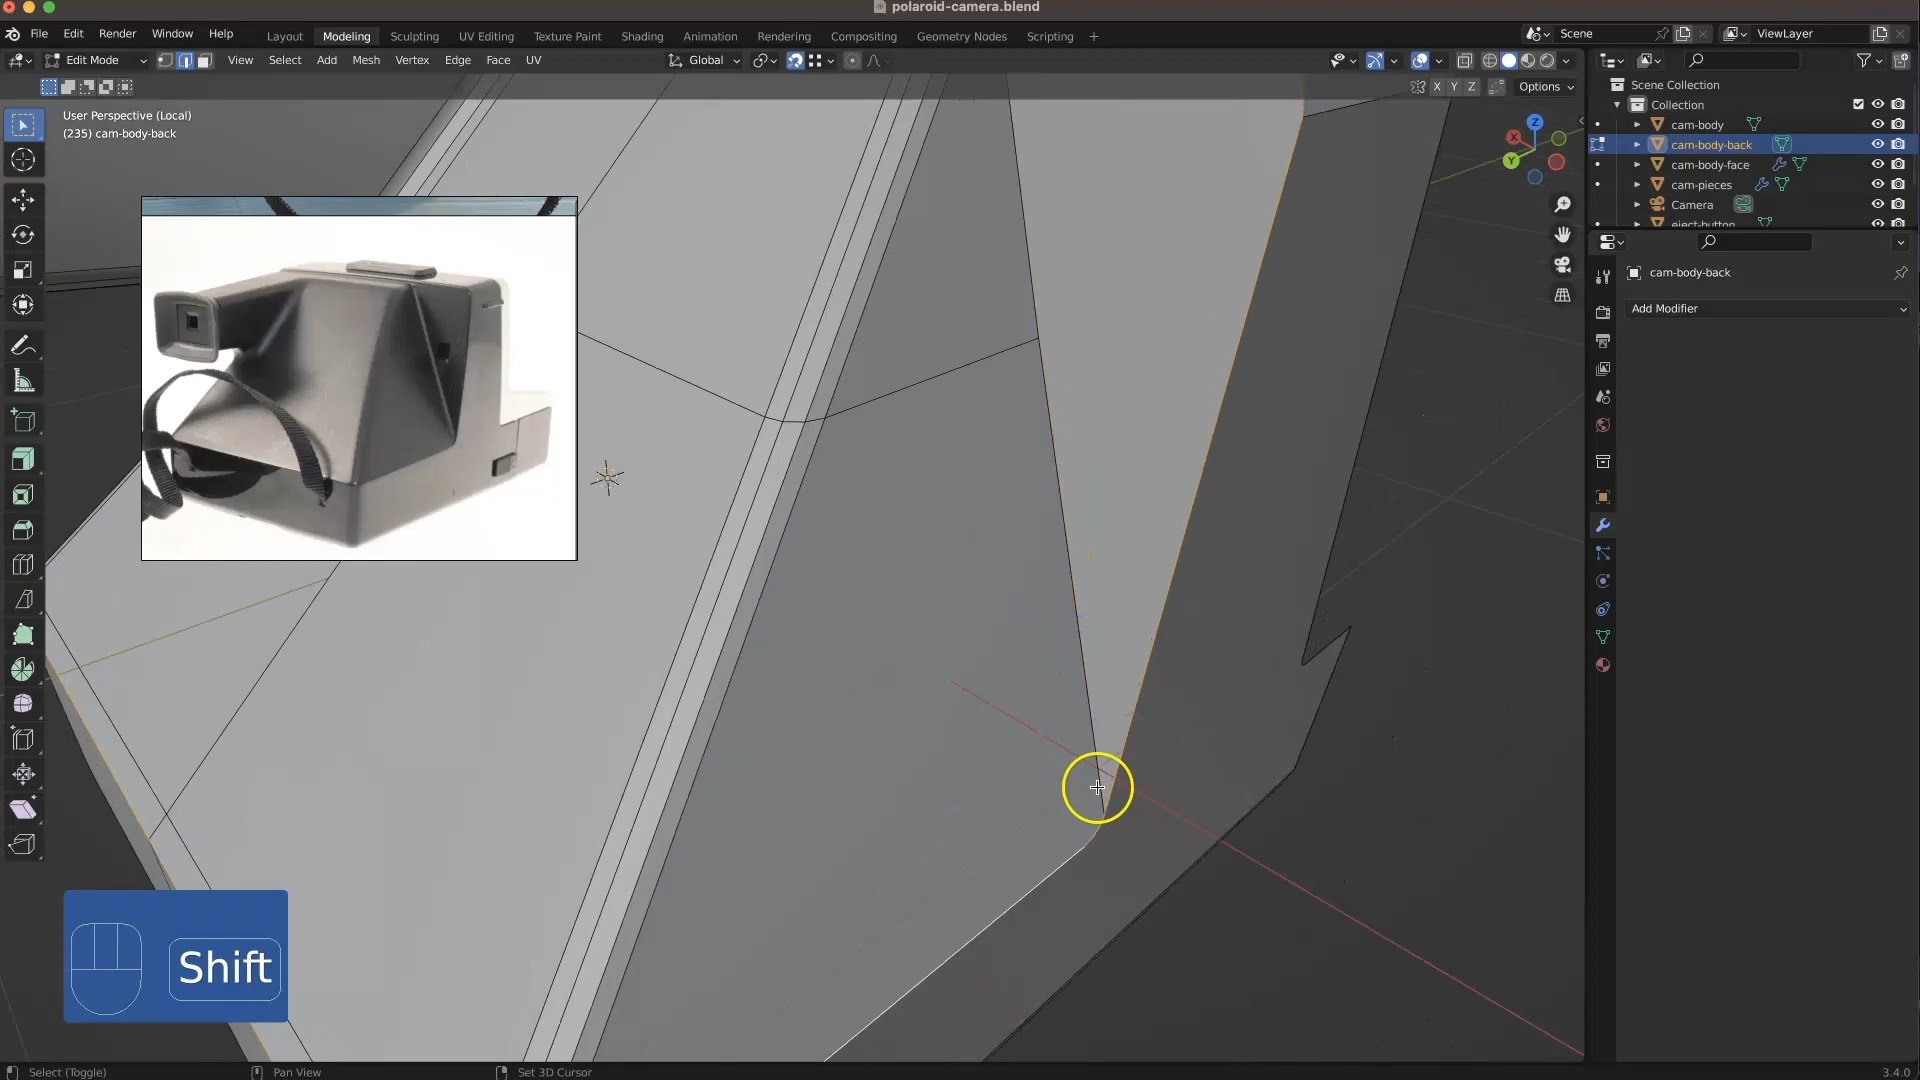 polaroid-camera.blend
File Edit Render Window Help Layout Modeling Sculpting UV Editing Texture Paint Shading Animation Rendering Compositing Geometry Nodes Scripting + Scene ViewLayer
Edit Mode View Select Add Mesh Vertex Edge Face UV Global
X Y Z Options
Scene Collection
Collection
cam-body
cam-body-back
cam-body-face
cam-pieces
Camera
eject-button
User Perspective (Local)
(235) cam-body-back
Z
X
Y
cam-body-back
Add Modifier
Shift
Select (Toggle) Pan View Set 3D Cursor 3.4.0